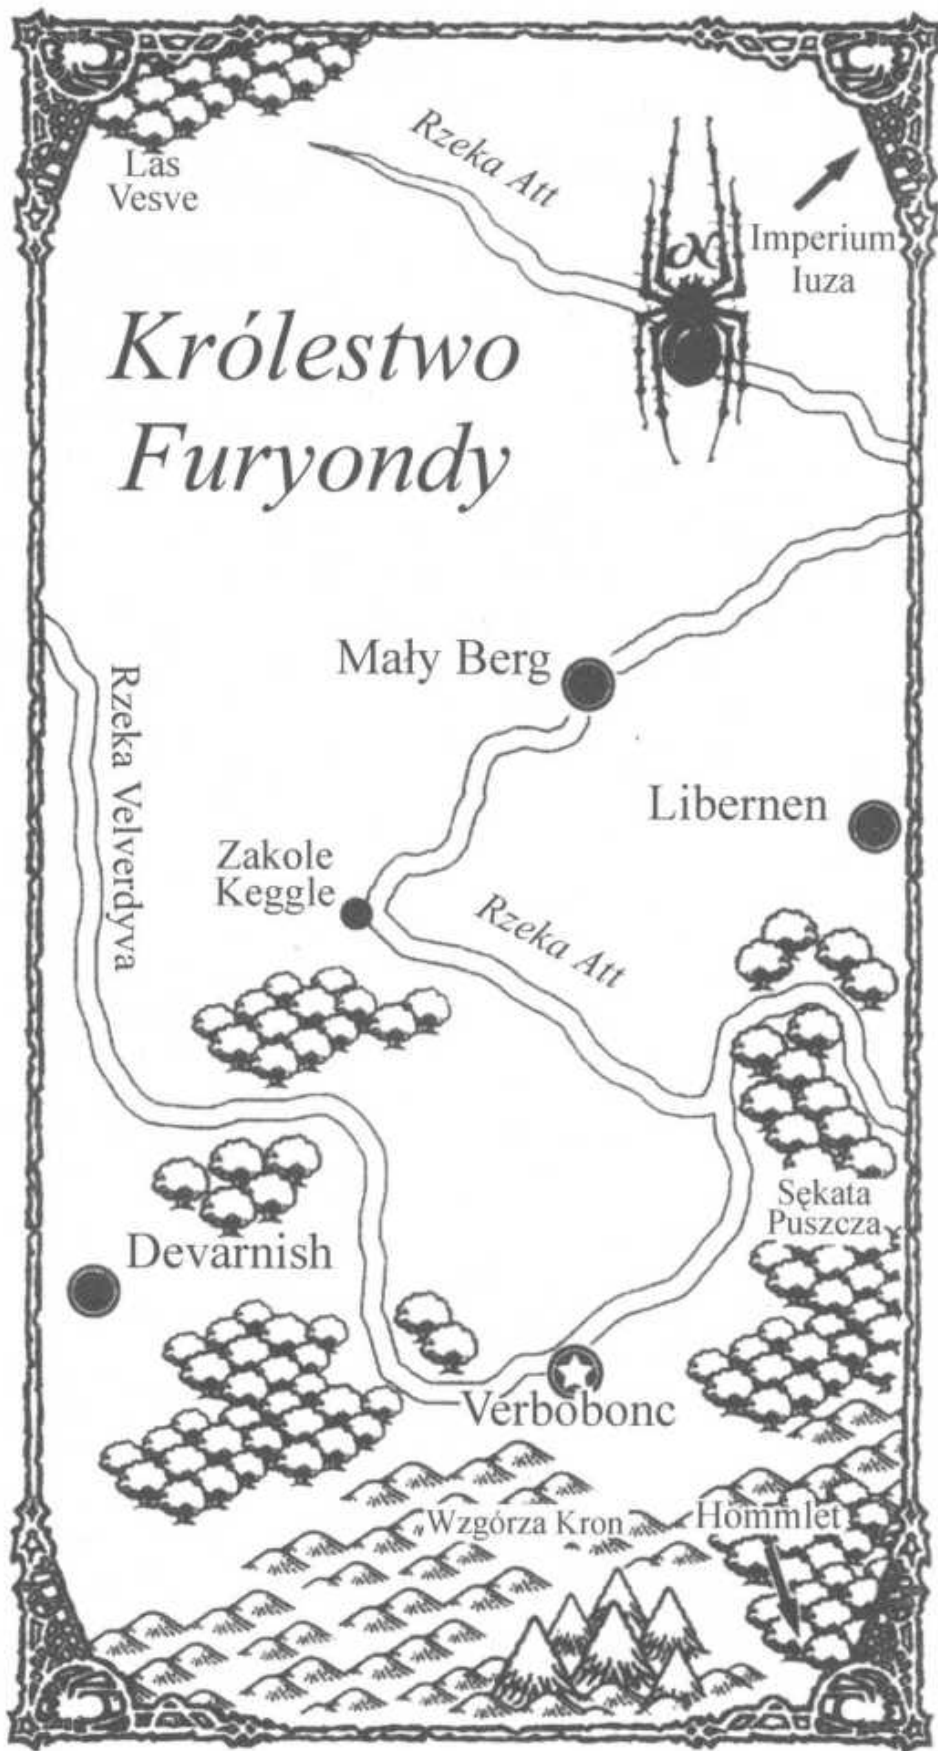 Rzeka Att
Las
Vesve
Imperium
Iuza
Królestwo
Furyondy
Mały Berg
Rzeka Velverdyva
Libernen
Zakole
Keggle
Rzeka Att
Sękata
Puszcza
Devarnish
Verbobonc
Wzgórza Kron
Hommlet